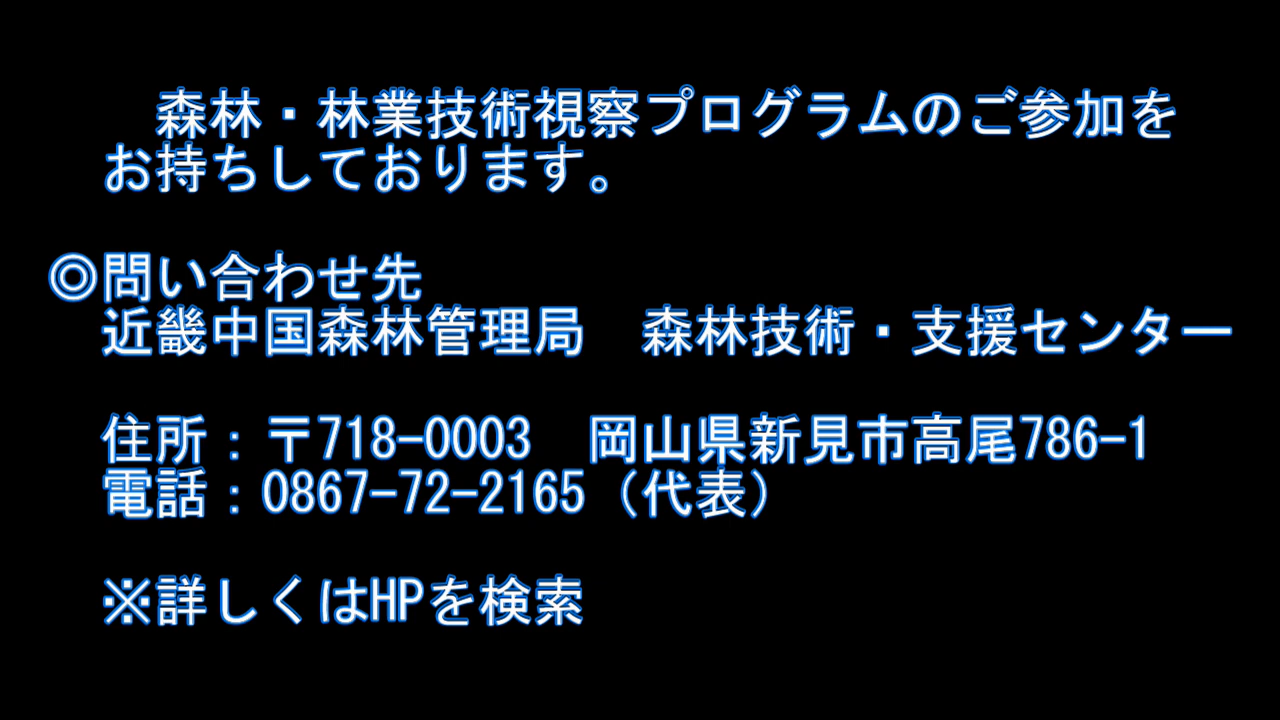 森林・林業技術視察プログラムのご参加を
お持ちしております。
◎問い合わせ先
近畿中国森林管理局　森林技術・支援センター
住所：〒718-0003　岡山県新見市高尾786-1
電話：0867-72-2165（代表）
※詳しくはHPを検索